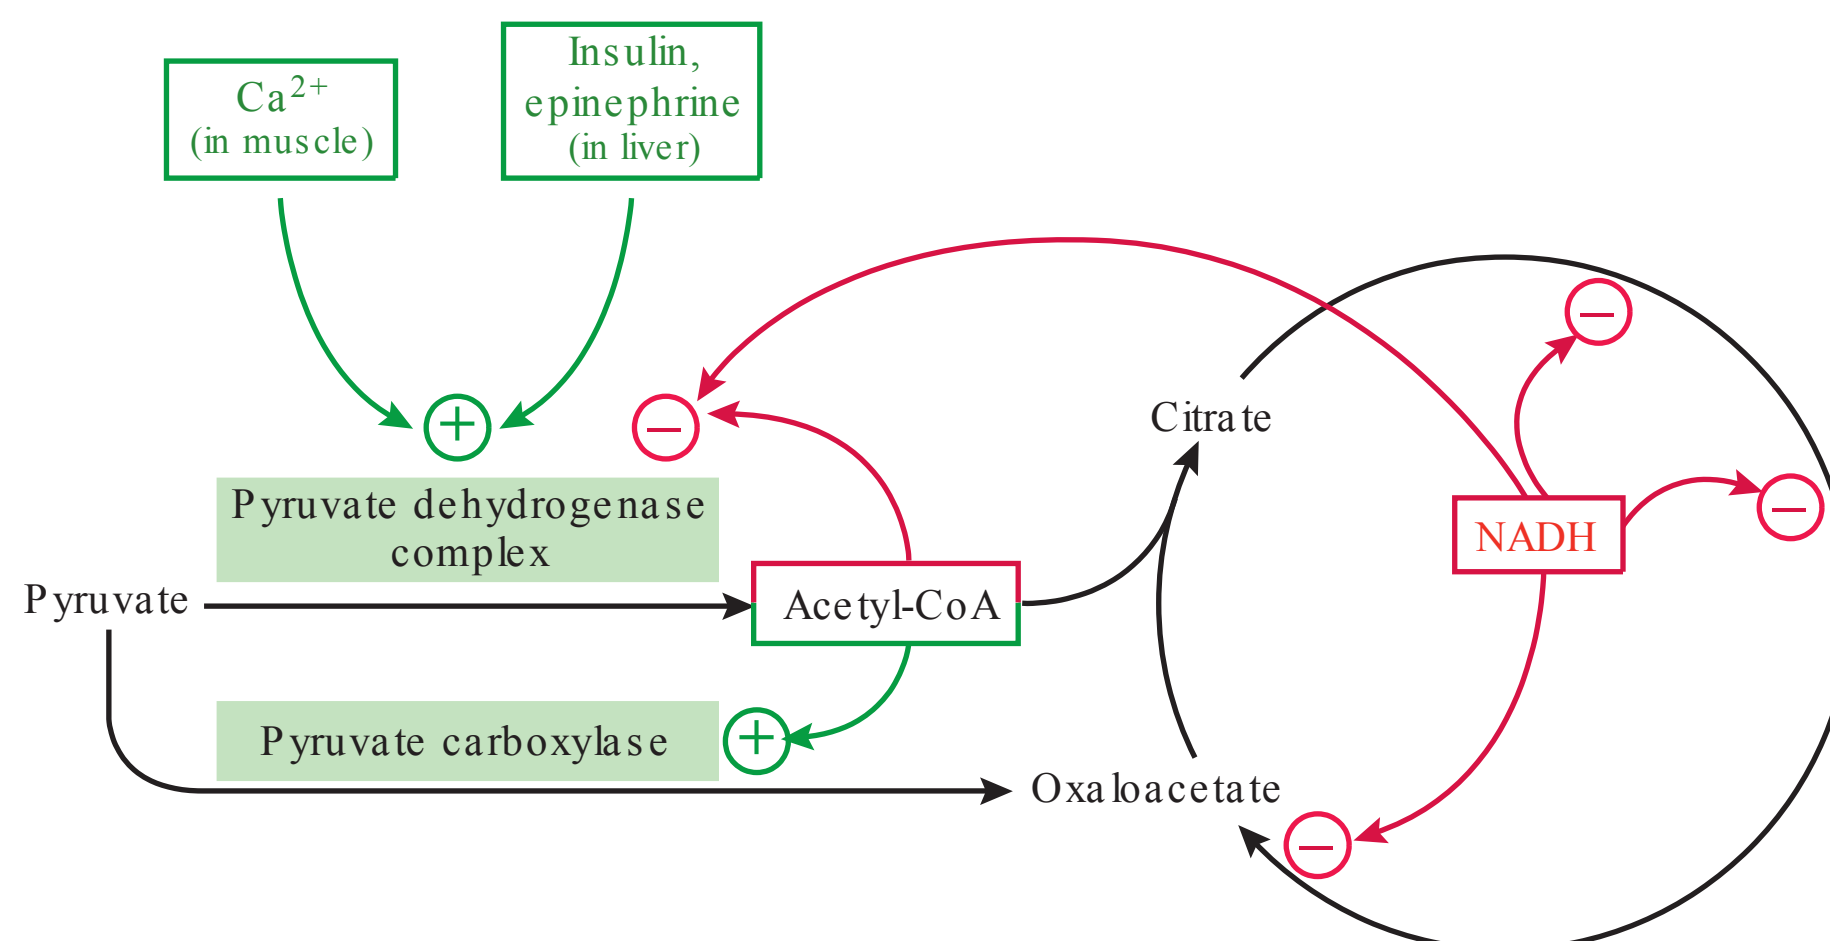 Ca²⁺
(in muscle)
Insulin,
epinephrine
(in liver)
+
+
−
−
−
−
Citrate
NADH
Pyruvate dehydrogenase
complex
Pyruvate
Acetyl-CoA
Pyruvate carboxylase
Oxaloacetate